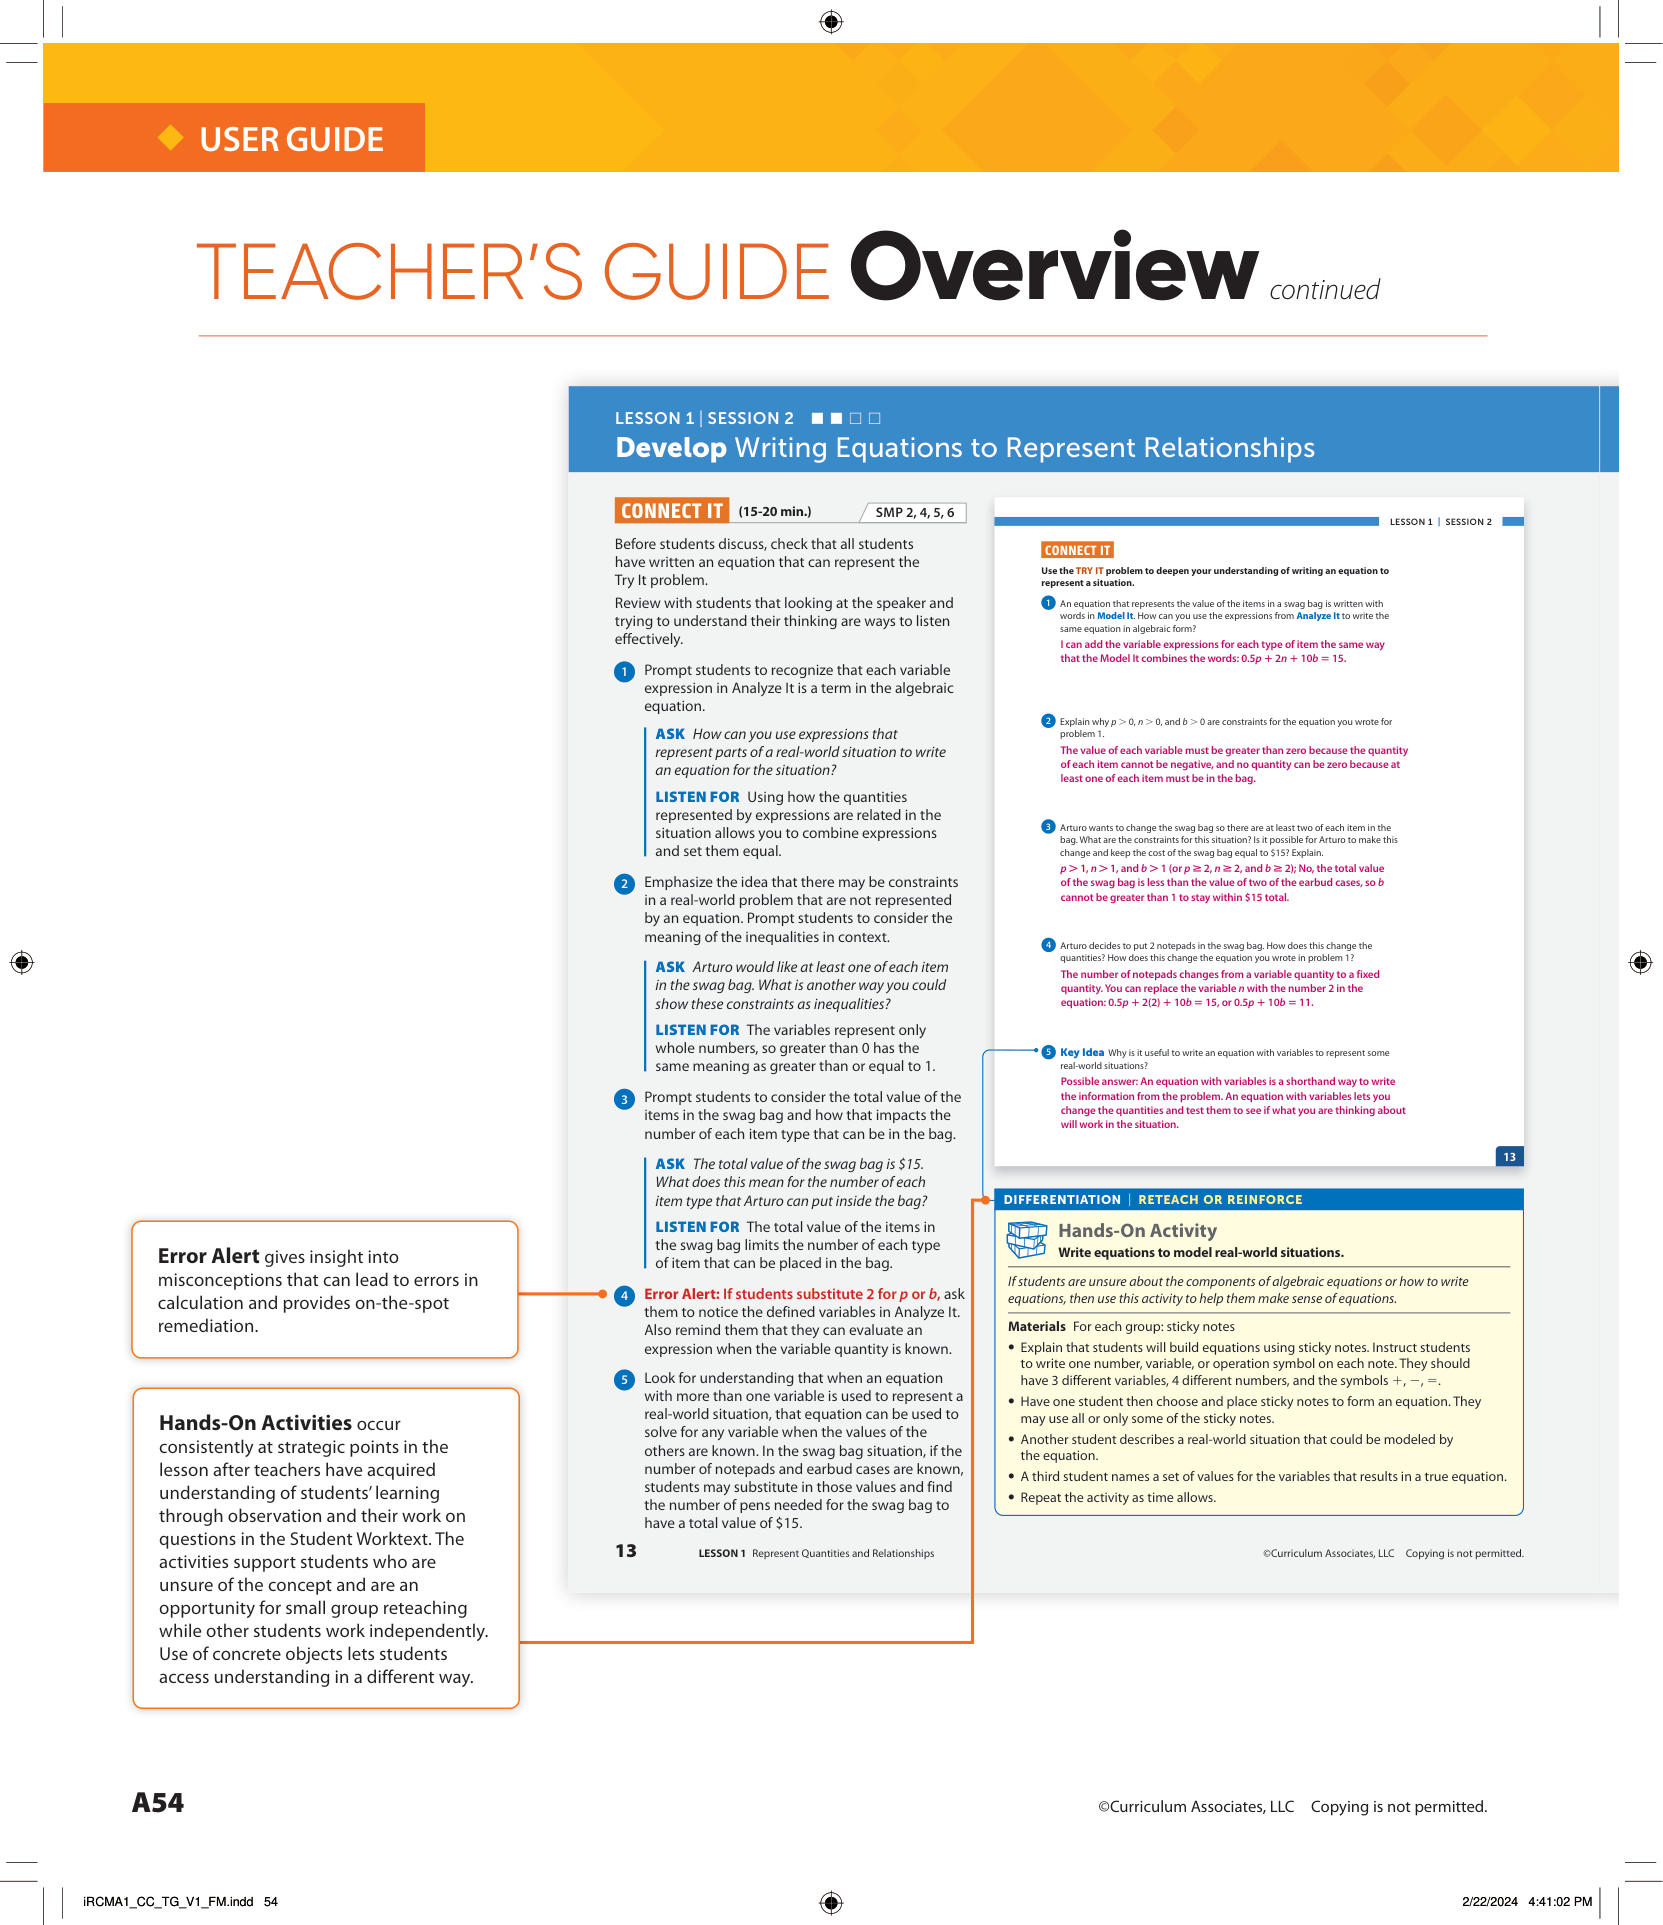 USER GUIDE
TEACHER’S GUIDE Overview continued
LESSON 1 | SESSION 2
Develop Writing Equations to Represent Relationships
CONNECT IT (15-20 min.) SMP 2, 4, 5, 6
Before students discuss, check that all students
have written an equation that can represent the
Try It problem.
Review with students that looking at the speaker and
trying to understand their thinking are ways to listen
effectively.
1 Prompt students to recognize that each variable
expression in Analyze It is a term in the algebraic
equation.
ASK How can you use expressions that
represent parts of a real-world situation to write
an equation for the situation?
LISTEN FOR Using how the quantities
represented by expressions are related in the
situation allows you to combine expressions
and set them equal.
2 Emphasize the idea that there may be constraints
in a real-world problem that are not represented
by an equation. Prompt students to consider the
meaning of the inequalities in context.
ASK Arturo would like at least one of each item
in the swag bag. What is another way you could
show these constraints as inequalities?
LISTEN FOR The variables represent only
whole numbers, so greater than 0 has the
same meaning as greater than or equal to 1.
3 Prompt students to consider the total value of the
items in the swag bag and how that impacts the
number of each item type that can be in the bag.
ASK The total value of the swag bag is $15.
What does this mean for the number of each
item type that Arturo can put inside the bag?
LISTEN FOR The total value of the items in
the swag bag limits the number of each type
of item that can be placed in the bag.
4 Error Alert: If students substitute 2 for p or b, ask
them to notice the defined variables in Analyze It.
Also remind them that they can evaluate an
expression when the variable quantity is known.
5 Look for understanding that when an equation
with more than one variable is used to represent a
real-world situation, that equation can be used to
solve for any variable when the values of the
others are known. In the swag bag situation, if the
number of notepads and earbud cases are known,
students may substitute in those values and find
the number of pens needed for the swag bag to
have a total value of $15.
LESSON 1 | SESSION 2
CONNECT IT
Use the TRY IT problem to deepen your understanding of writing an equation to
represent a situation.
1 An equation that represents the value of the items in a swag bag is written with
words in Model It. How can you use the expressions from Analyze It to write the
same equation in algebraic form?
I can add the variable expressions for each type of item the same way
that the Model It combines the words: 0.5p + 2n + 10b = 15.
2 Explain why p > 0, n > 0, and b > 0 are constraints for the equation you wrote for
problem 1.
The value of each variable must be greater than zero because the quantity
of each item cannot be negative, and no quantity can be zero because at
least one of each item must be in the bag.
3 Arturo wants to change the swag bag so there are at least two of each item in the
bag. What are the constraints for this situation? Is it possible for Arturo to make this
change and keep the cost of the swag bag equal to $15? Explain.
p > 1, n > 1, and b > 1 (or p ≥ 2, n ≥ 2, and b ≥ 2); No, the total value
of the swag bag is less than the value of two of the earbud cases, so b
cannot be greater than 1 to stay within $15 total.
4 Arturo decides to put 2 notepads in the swag bag. How does this change the
quantities? How does this change the equation you wrote in problem 1?
The number of notepads changes from a variable quantity to a fixed
quantity. You can replace the variable n with the number 2 in the
equation: 0.5p + 2(2) + 10b = 15, or 0.5p + 10b = 11.
5 Key Idea Why is it useful to write an equation with variables to represent some
real-world situations?
Possible answer: An equation with variables is a shorthand way to write
the information from the problem. An equation with variables lets you
change the quantities and test them to see if what you are thinking about
will work in the situation.
13
DIFFERENTIATION | RETEACH OR REINFORCE
Hands-On Activity
Write equations to model real-world situations.
If students are unsure about the components of algebraic equations or how to write
equations, then use this activity to help them make sense of equations.
Materials For each group: sticky notes
• Explain that students will build equations using sticky notes. Instruct students
to write one number, variable, or operation symbol on each note. They should
have 3 different variables, 4 different numbers, and the symbols +, −, =.
• Have one student then choose and place sticky notes to form an equation. They
may use all or only some of the sticky notes.
• Another student describes a real-world situation that could be modeled by
the equation.
• A third student names a set of values for the variables that results in a true equation.
• Repeat the activity as time allows.
13 LESSON 1 Represent Quantities and Relationships
©Curriculum Associates, LLC Copying is not permitted.
Error Alert gives insight into
misconceptions that can lead to errors in
calculation and provides on-the-spot
remediation.
Hands-On Activities occur
consistently at strategic points in the
lesson after teachers have acquired
understanding of students’ learning
through observation and their work on
questions in the Student Worktext. The
activities support students who are
unsure of the concept and are an
opportunity for small group reteaching
while other students work independently.
Use of concrete objects lets students
access understanding in a different way.
A54
©Curriculum Associates, LLC Copying is not permitted.
iRCMA1_CC_TG_V1_FM.indd 54
2/22/2024 4:41:02 PM